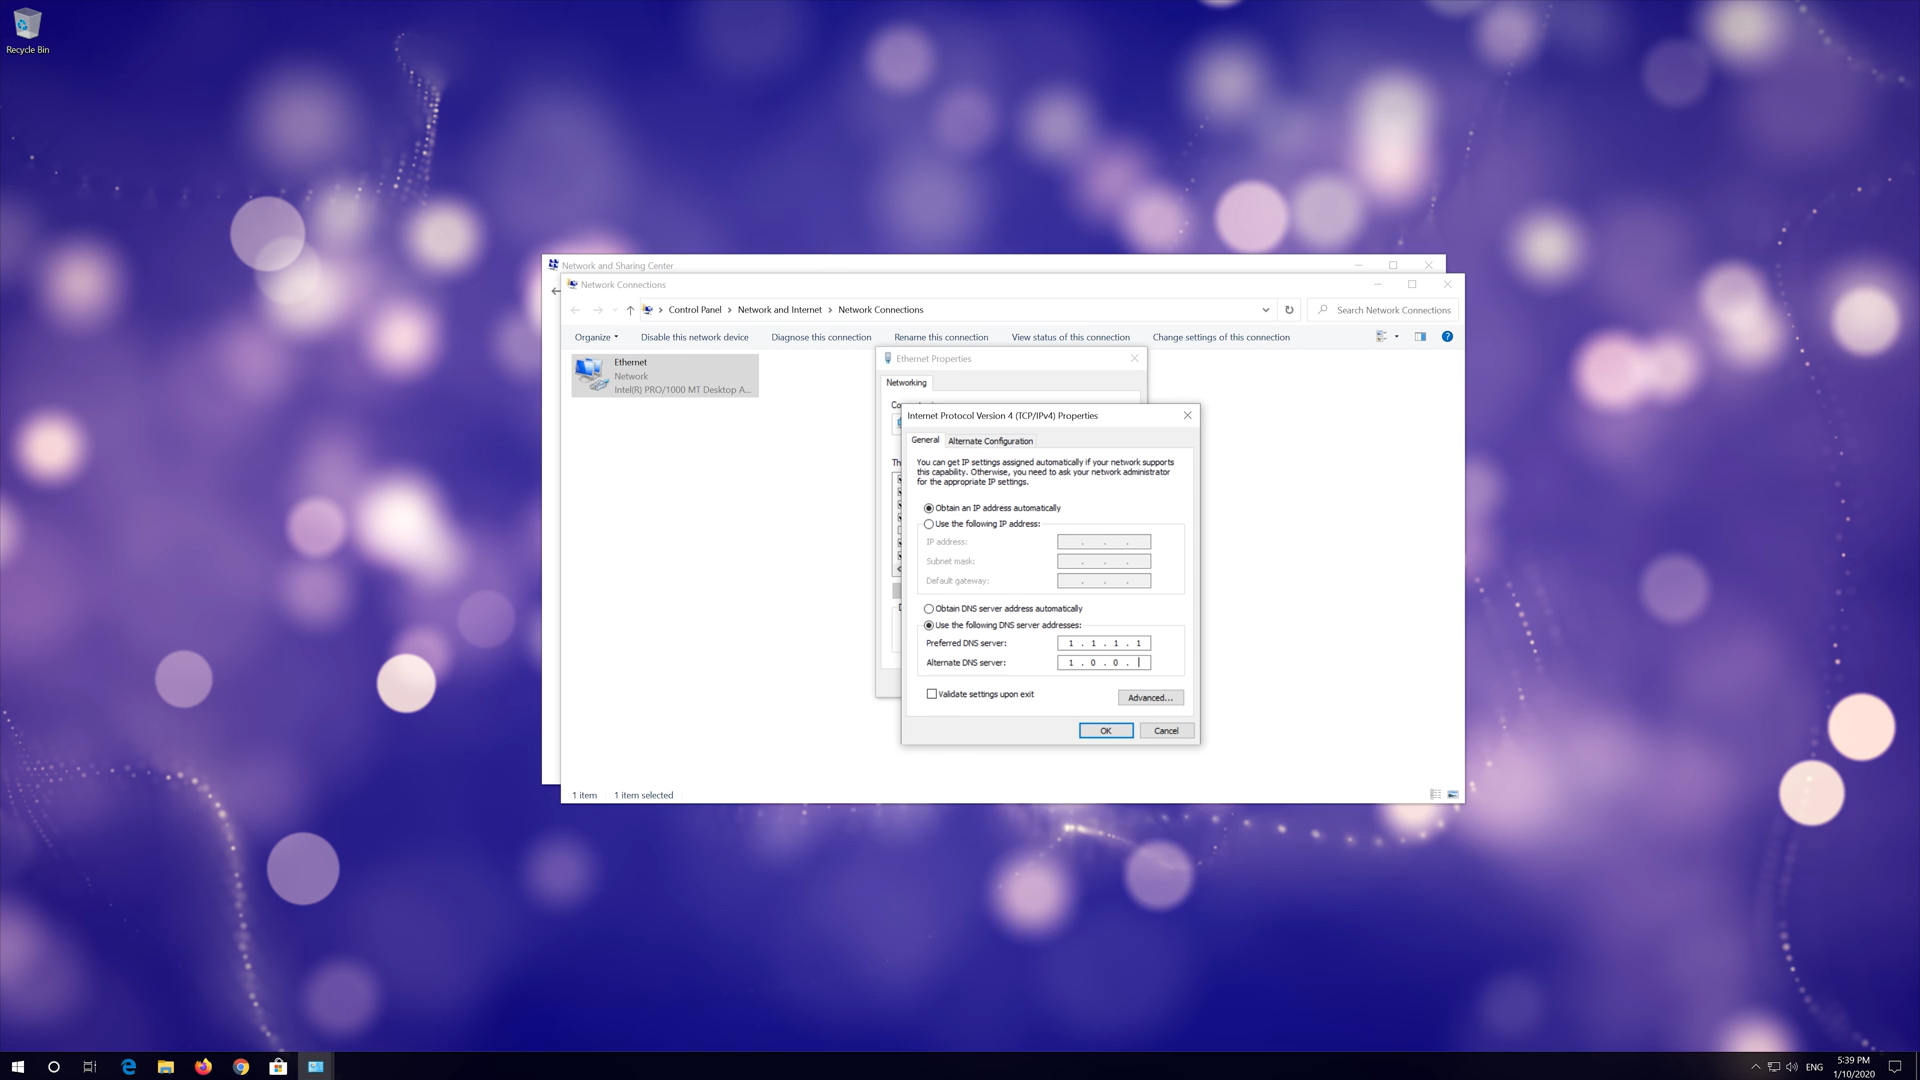 Recycle Bin
Network and Sharing Center
Network Connections
Control Panel
Network and Internet
Network Connections
Search Network Connections
Organize
Disable this network device
Diagnose this connection
Rename this connection
View status of this connection
Change settings of this connection
Ethernet
Network
Intel(R) PRO/1000 MT Desktop A...
Ethernet Properties
Networking
Internet Protocol Version 4 (TCP/IPv4) Properties
General
Alternate Configuration
You can get IP settings assigned automatically if your network supports
this capability. Otherwise, you need to ask your network administrator
for the appropriate IP settings.
Obtain an IP address automatically
Use the following IP address:
IP address:
Subnet mask:
Default gateway:
Obtain DNS server address automatically
Use the following DNS server addresses:
Preferred DNS server: 1 . 1 . 1 . 1
Alternate DNS server: 1 . 0 . 0 .
Validate settings upon exit
Advanced...
OK
Cancel
1 item
1 item selected
ENG
5:39 PM
1/10/2020